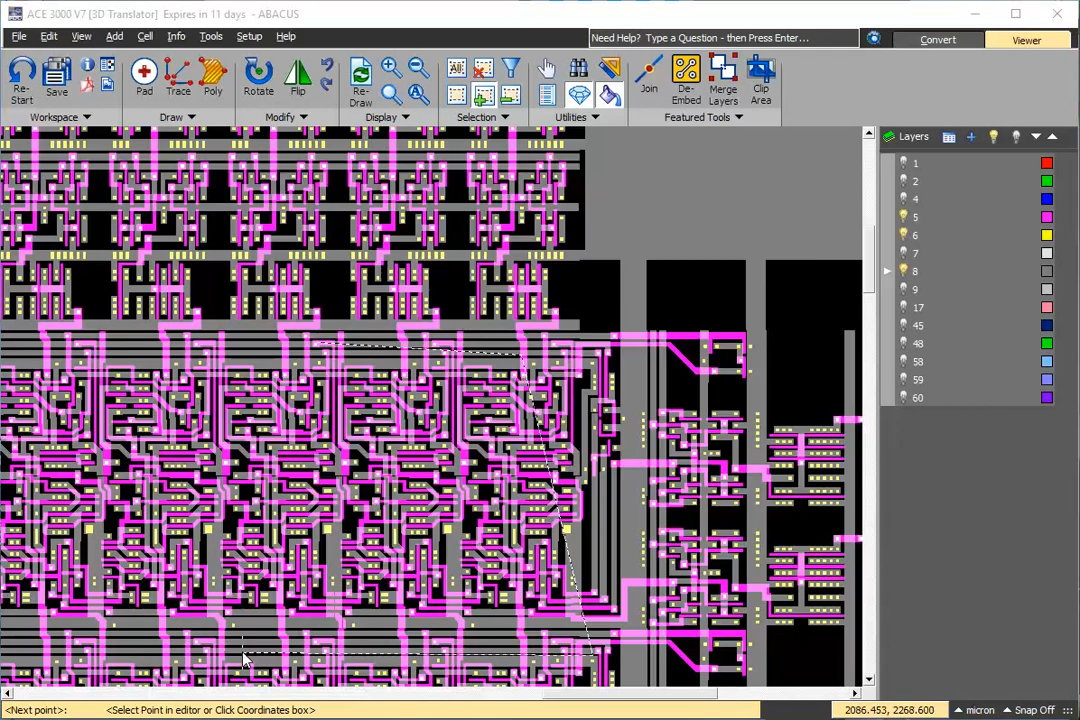 ACE 3000 V7 [3D Translator] Expires in 11 days - ABACUS
File Edit View Add Cell Info Tools Setup Help
Need Help? Type a Question - then Press Enter...
Convert
Viewer
Re-Start
Save
Pad
Trace
Poly
Rotate
Flip
Re-Draw
All
A
Join
De-Embed
Merge Layers
Clip Area
Workspace
Draw
Modify
Display
Selection
Utilities
Featured Tools
Layers
1
2
4
5
6
7
8
9
17
45
48
58
59
60
<Next point>: <Select Point in editor or Click Coordinates box>
2086.453, 2268.600
micron
Snap Off